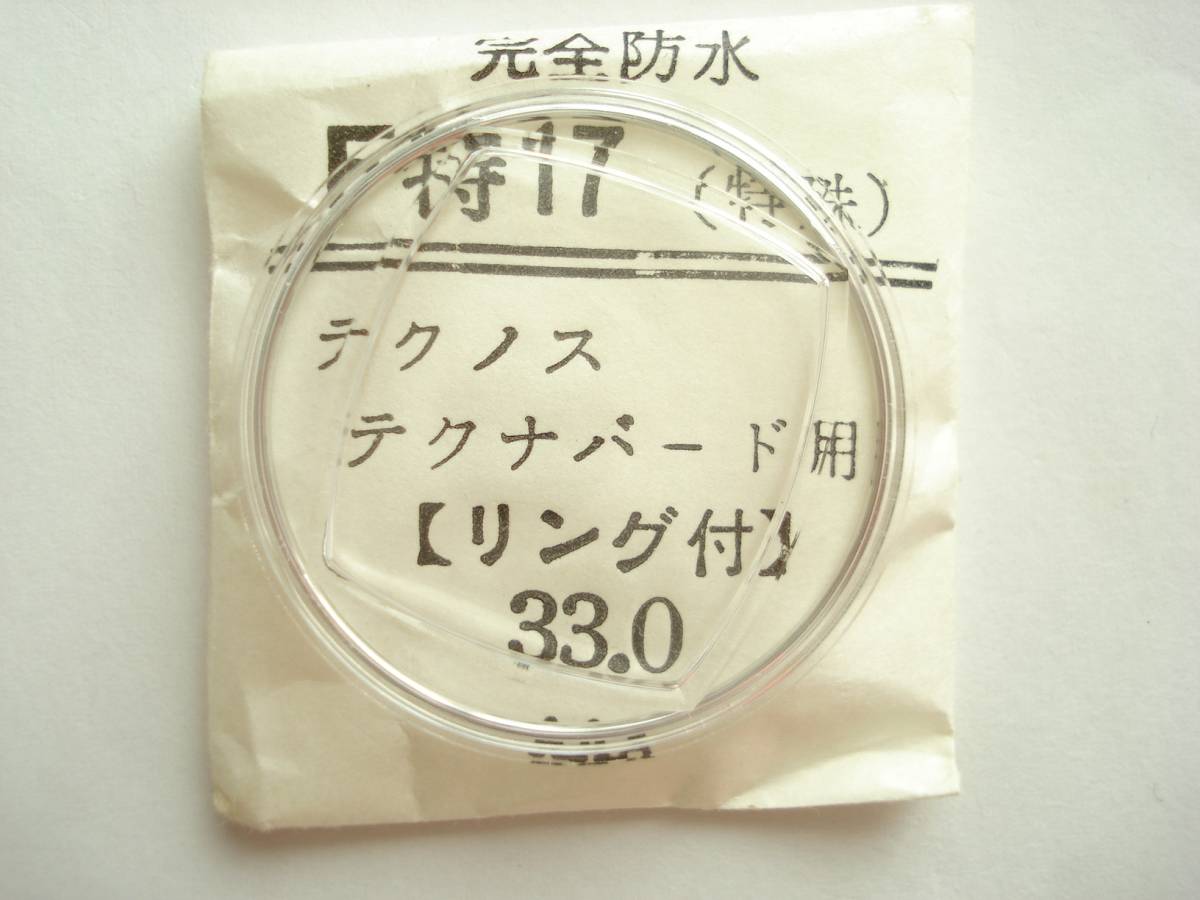 完全防水
特17 (特殊)
テクノス
テクナバード用
【リング付】
33.0